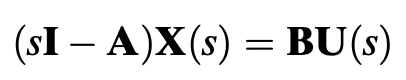 (sI − A)X(s) = BU(s)